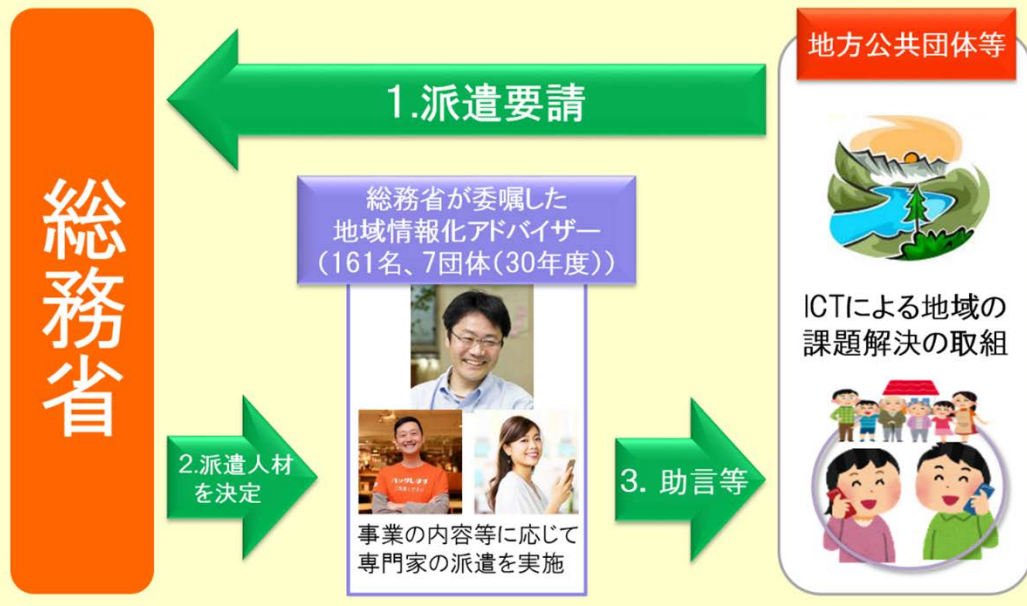 地方公共団体等
1.派遣要請
総務省
総務省が委嘱した
地域情報化アドバイザー
（161名、7団体（30年度））
ICTによる地域の
課題解決の取組
2.派遣人材
を決定
3．助言等
事業の内容等に応じて
専門家の派遣を実施